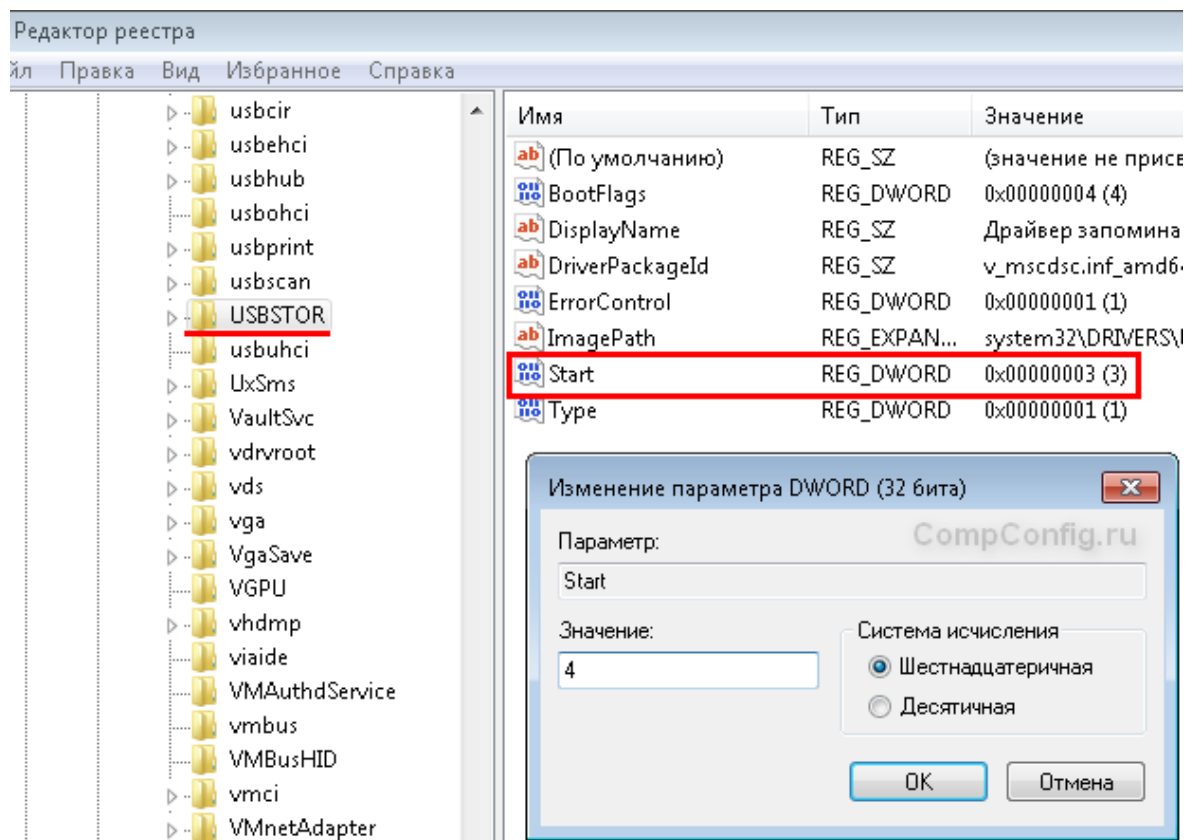 Редактор реестра
йл Правка Вид Избранное Справка
usbcir
usbehci
usbhub
usbohci
usbprint
usbscan
USBSTOR
usbuhci
UxSms
VaultSvc
vdrvroot
vds
vga
VgaSave
VGPU
vhdmp
viaide
VMAuthdService
vmbus
VMBusHID
vmci
VMnetAdapter
Имя Тип Значение
(По умолчанию) REG_SZ (значение не присв
BootFlags REG_DWORD 0x00000004 (4)
DisplayName REG_SZ Драйвер запомина
DriverPackageId REG_SZ v_mscdsc.inf_amd64
ErrorControl REG_DWORD 0x00000001 (1)
ImagePath REG_EXPAN... system32\DRIVERS\U
Start REG_DWORD 0x00000003 (3)
Type REG_DWORD 0x00000001 (1)
Изменение параметра DWORD (32 бита)
CompConfig.ru
Параметр:
Start
Значение:
4
Система исчисления
Шестнадцатеричная
Десятичная
OK Отмена